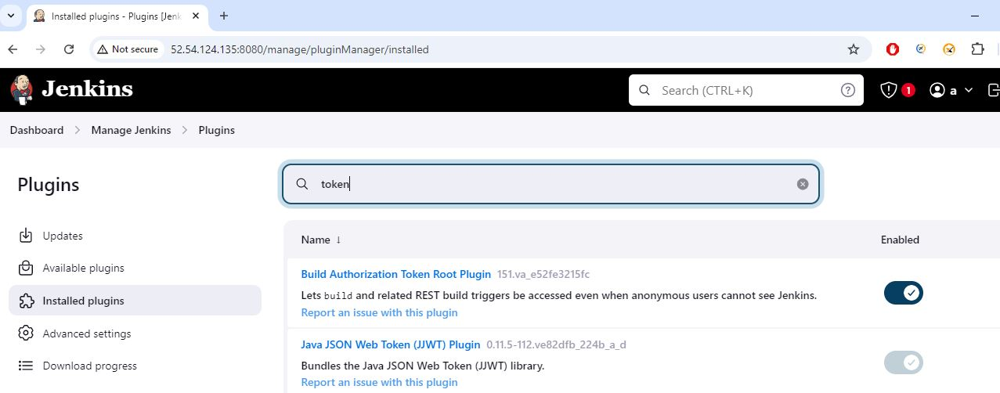 Installed plugins - Plugins [Jenk
Not secure 52.54.124.135:8080/manage/pluginManager/installed
Jenkins
Search (CTRL+K)
1
a
Dashboard Manage Jenkins Plugins
Plugins
token
Updates
Available plugins
Installed plugins
Advanced settings
Download progress
Name ↓ Enabled
Build Authorization Token Root Plugin 151.va_e52fe3215fc
Lets build and related REST build triggers be accessed even when anonymous users cannot see Jenkins.
Report an issue with this plugin
Java JSON Web Token (JJWT) Plugin 0.11.5-112.ve82dfb_224b_a_d
Bundles the Java JSON Web Token (JJWT) library.
Report an issue with this plugin